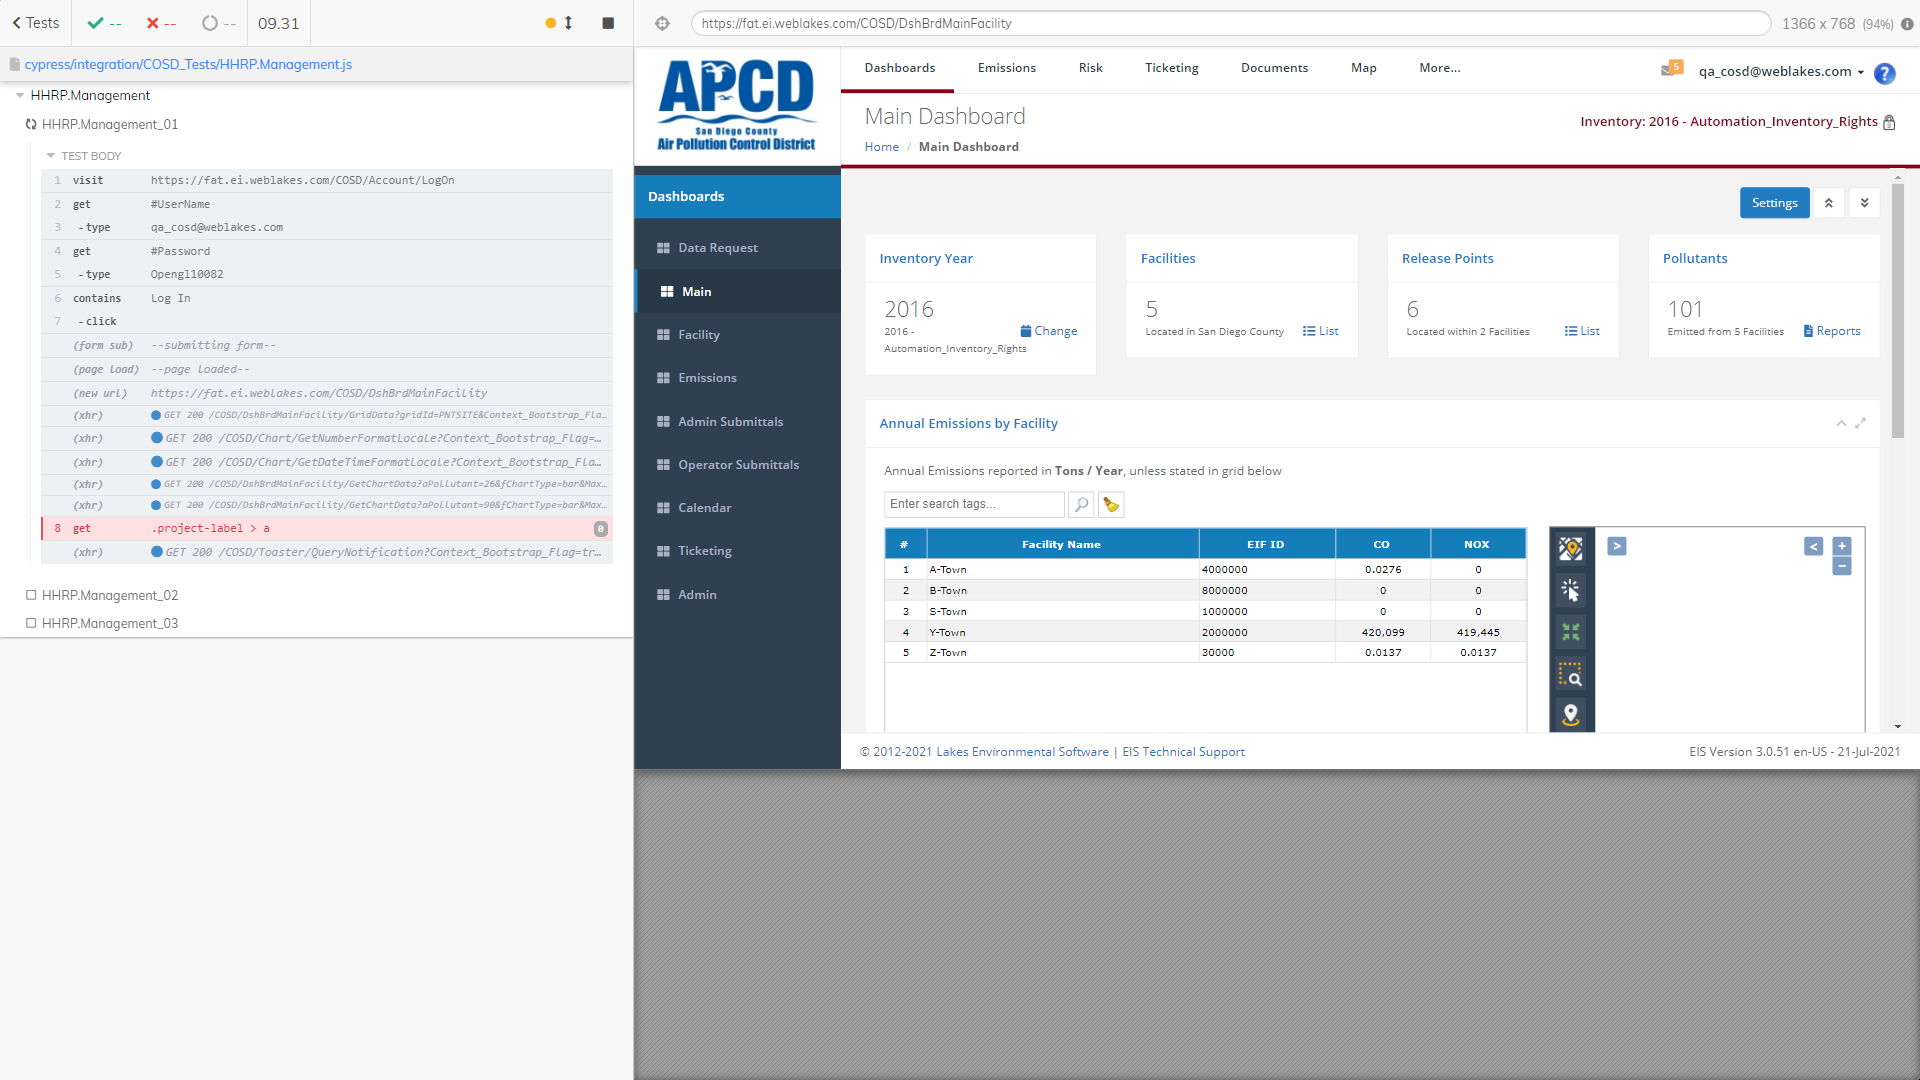 Tests
--
--
--
09.31
https://fat.ei.weblakes.com/COSD/DshBrdMainFacility
1366 x 768 (94%)
cypress/integration/COSD_Tests/HHRP.Management.js
HHRP.Management
HHRP.Management_01
TEST BODY
1 visit https://fat.ei.weblakes.com/COSD/Account/LogOn
2 get #UserName
3 -type qa_cosd@weblakes.com
4 get #Password
5 -type Opengl10082
6 contains Log In
7 -click
(form sub) --submitting form--
(page load) --page loaded--
(new url) https://fat.ei.weblakes.com/COSD/DshBrdMainFacility
(xhr) GET 200 /COSD/DshBrdMainFacility/GridData?gridId=PNTSITE&Context_Bootstrap_Fla...
(xhr) GET 200 /COSD/Chart/GetNumberFormatLocale?Context_Bootstrap_Flag=...
(xhr) GET 200 /COSD/Chart/GetDateTimeFormatLocale?Context_Bootstrap_Fla...
(xhr) GET 200 /COSD/DshBrdMainFacility/GetChartData?aPollutant=26&fChartType=bar&Max...
(xhr) GET 200 /COSD/DshBrdMainFacility/GetChartData?aPollutant=90&fChartType=bar&Max...
8 get .project-label > a 0
(xhr) GET 200 /COSD/Toaster/QueryNotification?Context_Bootstrap_Flag=tr...
HHRP.Management_02
HHRP.Management_03
APCD
San Diego County
Air Pollution Control District
Dashboards Emissions Risk Ticketing Documents Map More...
5 qa_cosd@weblakes.com ?
Main Dashboard
Home / Main Dashboard
Inventory: 2016 - Automation_Inventory_Rights
Dashboards
Data Request
Main
Facility
Emissions
Admin Submittals
Operator Submittals
Calendar
Ticketing
Admin
Settings
Inventory Year
2016
2016 -
Automation_Inventory_Rights
Change
Facilities
5
Located in San Diego County
List
Release Points
6
Located within 2 Facilities
List
Pollutants
101
Emitted from 5 Facilities
Reports
Annual Emissions by Facility
Annual Emissions reported in Tons / Year, unless stated in grid below
Enter search tags...
# Facility Name EIF ID CO NOX
1 A-Town 4000000 0.0276 0
2 B-Town 8000000 0 0
3 S-Town 1000000 0 0
4 Y-Town 2000000 420,099 419,445
5 Z-Town 30000 0.0137 0.0137
> < +
−
© 2012-2021 Lakes Environmental Software | EIS Technical Support
EIS Version 3.0.51 en-US - 21-Jul-2021